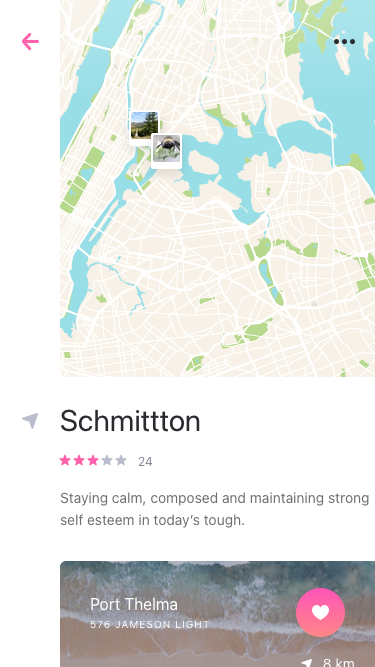 Schmittton
24
Staying calm, composed and maintaining strong
self esteem in today's tough.
Port Thelma
576 JAMESON LIGHT
8 km